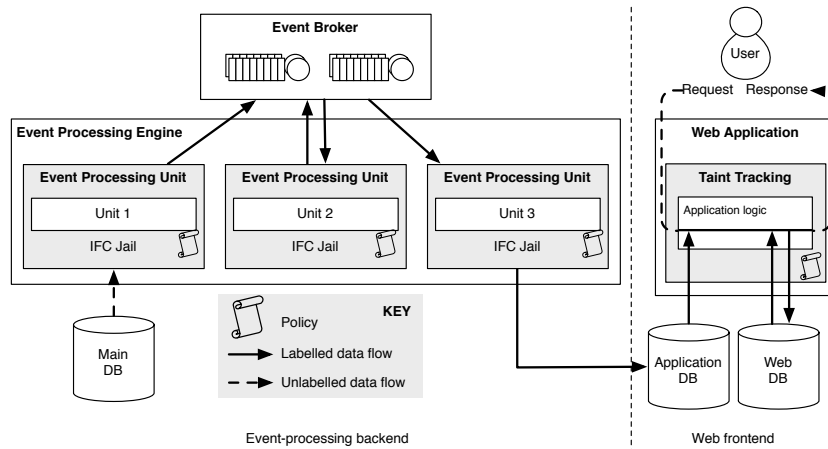 Event Broker
User
Request
Response
Event Processing Engine
Web Application
Event Processing Unit
Event Processing Unit
Event Processing Unit
Taint Tracking
Unit 1
Unit 2
Unit 3
Application logic
IFC Jail
IFC Jail
IFC Jail
KEY
Policy
Labelled data flow
Unlabelled data flow
Main
DB
Application
DB
Web
DB
Event-processing backend
Web frontend